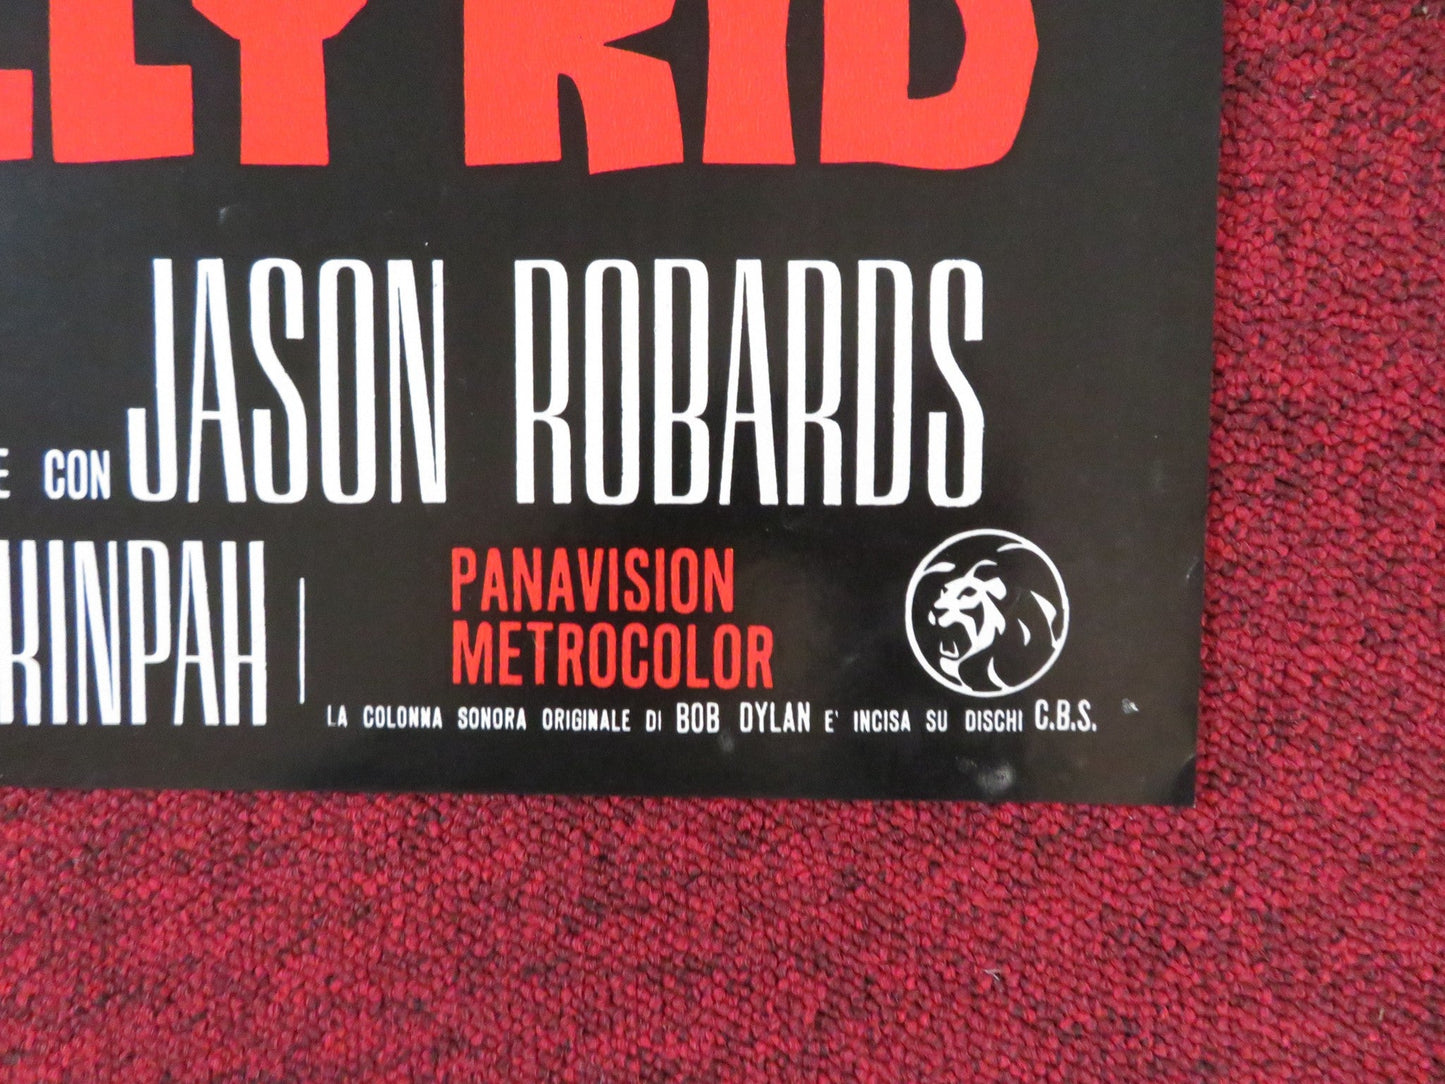 LLY KID
E CON JASON ROBARDS
KINPAH
PANAVISION
METROCOLOR
LA COLONNA SONORA ORIGINALE DI BOB DYLAN E' INCISA SU DISCHI C.B.S.